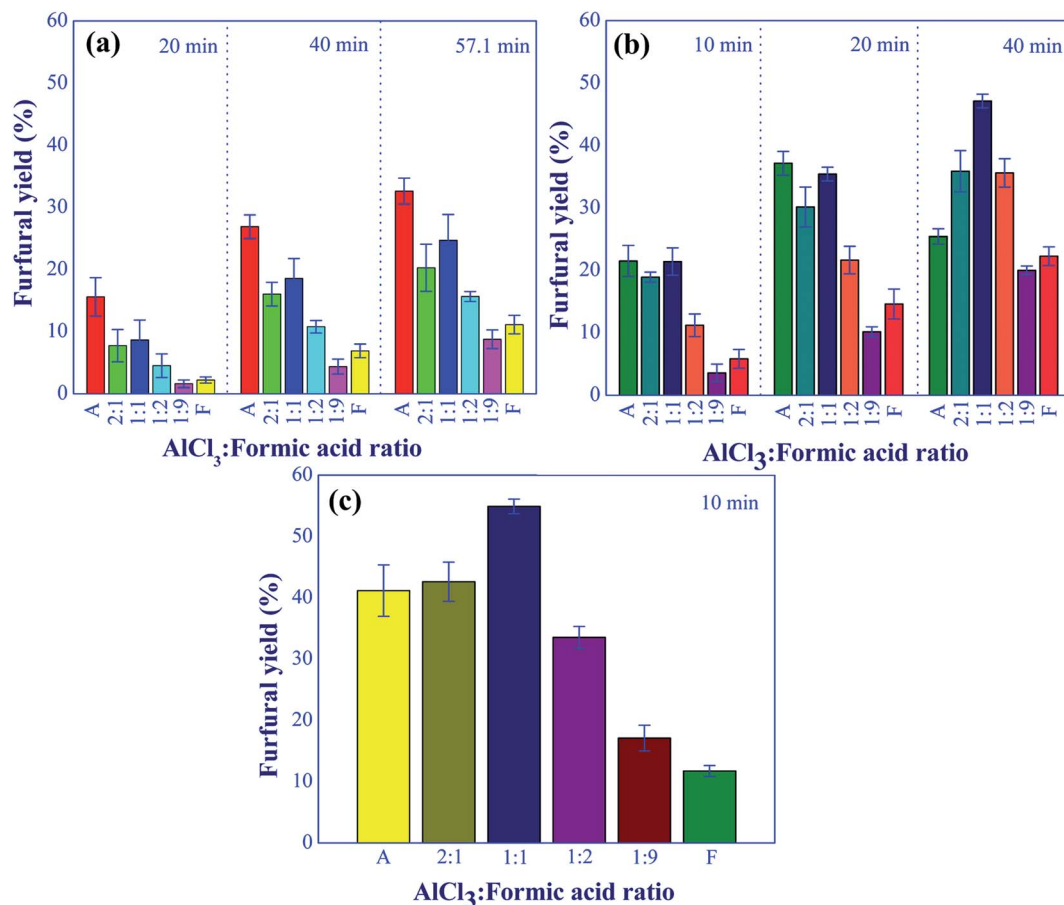 (a)
20 min
40 min
57.1 min
Furfural yield (%)
60
50
40
30
20
10
0
A 2:1 1:1 1:2 1:9 F A 2:1 1:1 1:2 1:9 F A 2:1 1:1 1:2 1:9 F
AlCl3:Formic acid ratio
(b)
10 min
20 min
40 min
Furfural yield (%)
60
50
40
30
20
10
0
A 2:1 1:1 1:2 1:9 F A 2:1 1:1 1:2 1:9 F A 2:1 1:1 1:2 1:9 F
AlCl3:Formic acid ratio
(c)
10 min
Furfural yield (%)
60
50
40
30
20
10
0
A 2:1 1:1 1:2 1:9 F
AlCl3:Formic acid ratio